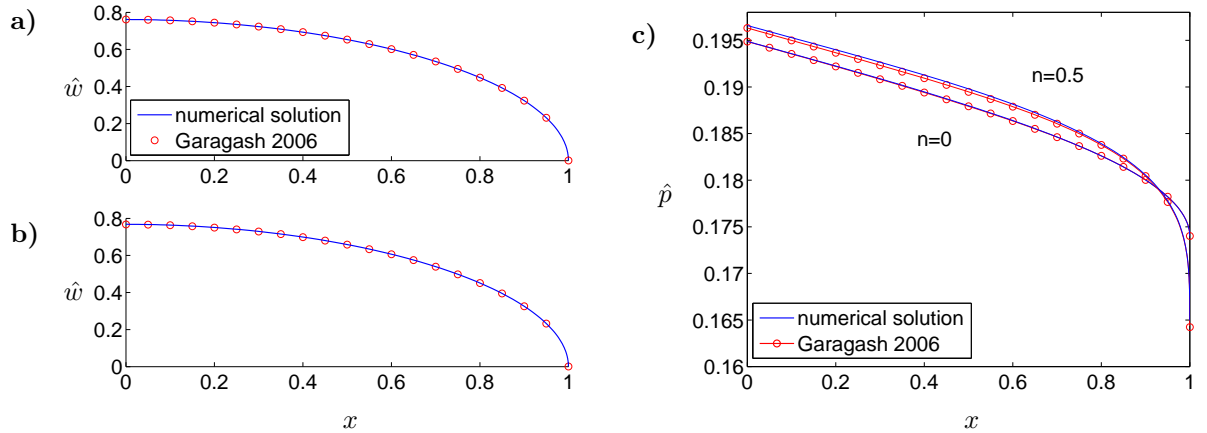 a)
0.8
0.6
0.4
0.2
0
ŵ
numerical solution
Garagash 2006
0 0.2 0.4 0.6 0.8 1
b)
0.8
0.6
0.4
0.2
0
ŵ
0 0.2 0.4 0.6 0.8 1
x
c)
0.195
0.19
0.185
0.18
0.175
0.17
0.165
0.16
p̂
n=0.5
n=0
numerical solution
Garagash 2006
0 0.2 0.4 0.6 0.8 1
x